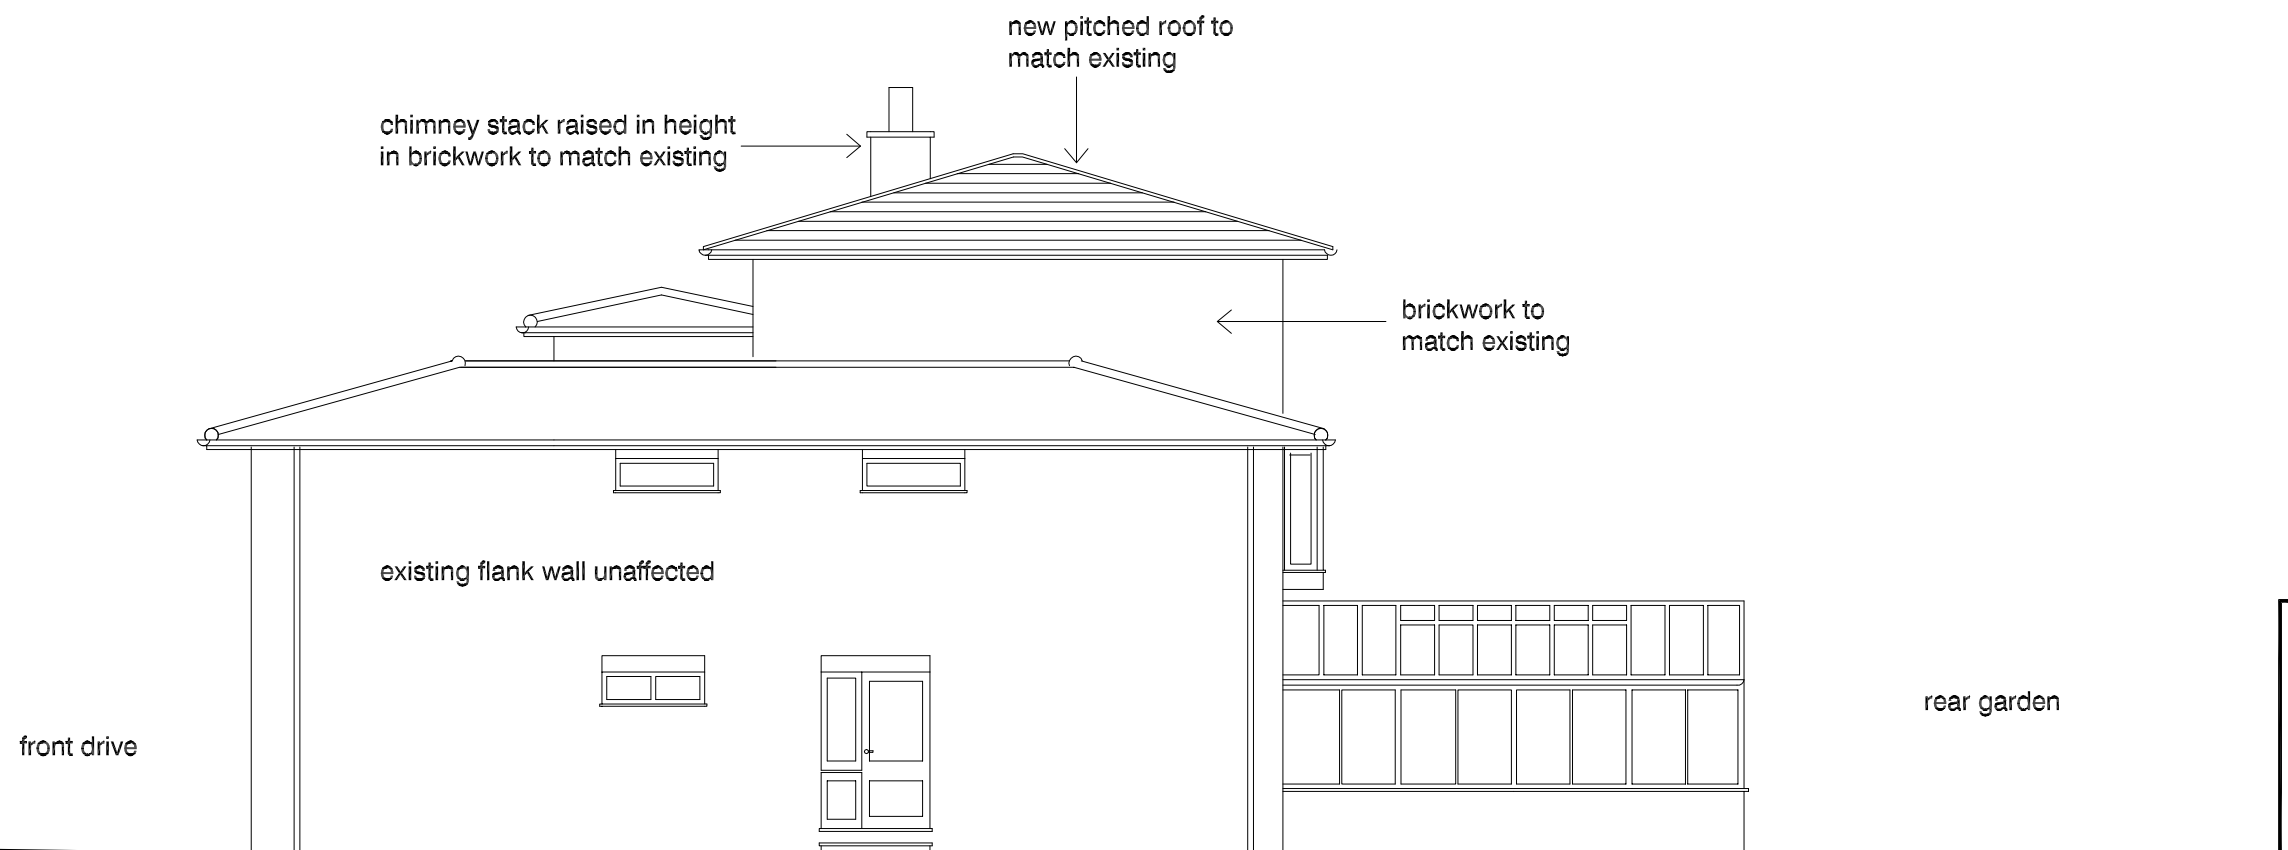 new pitched roof to
match existing
chimney stack raised in height
in brickwork to match existing
brickwork to
match existing
existing flank wall unaffected
rear garden
front drive